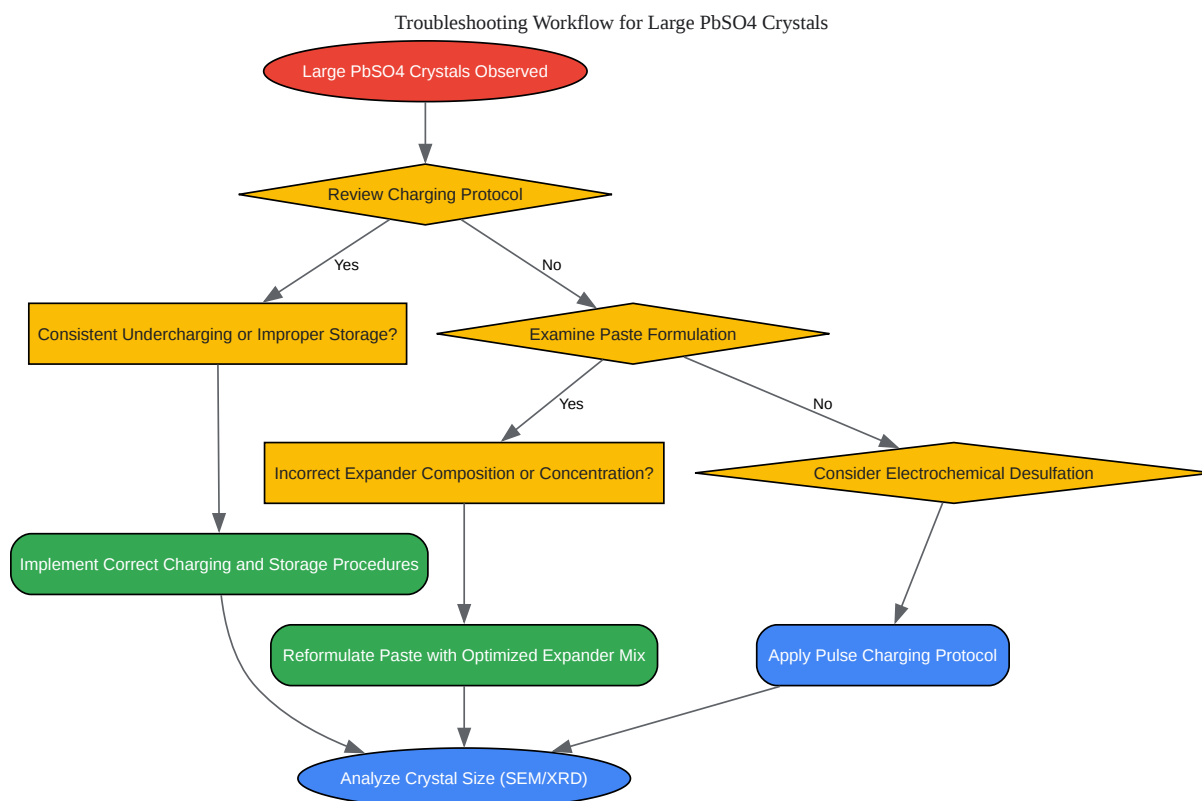 Troubleshooting Workflow for Large PbSO4 Crystals
Large PbSO4 Crystals Observed
Review Charging Protocol
Yes
No
Consistent Undercharging or Improper Storage?
Examine Paste Formulation
Yes
No
Incorrect Expander Composition or Concentration?
Consider Electrochemical Desulfation
Implement Correct Charging and Storage Procedures
Reformulate Paste with Optimized Expander Mix
Apply Pulse Charging Protocol
Analyze Crystal Size (SEM/XRD)